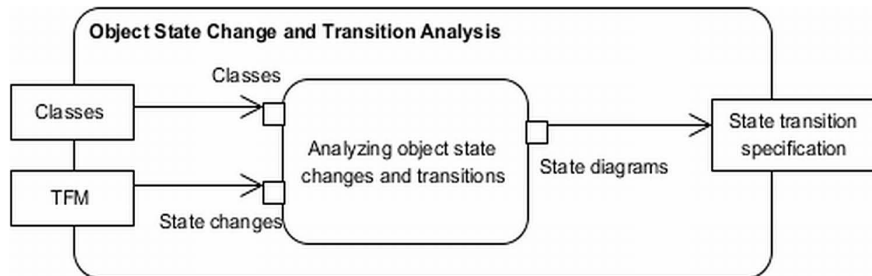 Object State Change and Transition Analysis
Classes
Classes
TFM
State changes
Analyzing object state
changes and transitions
State diagrams
State transition
specification